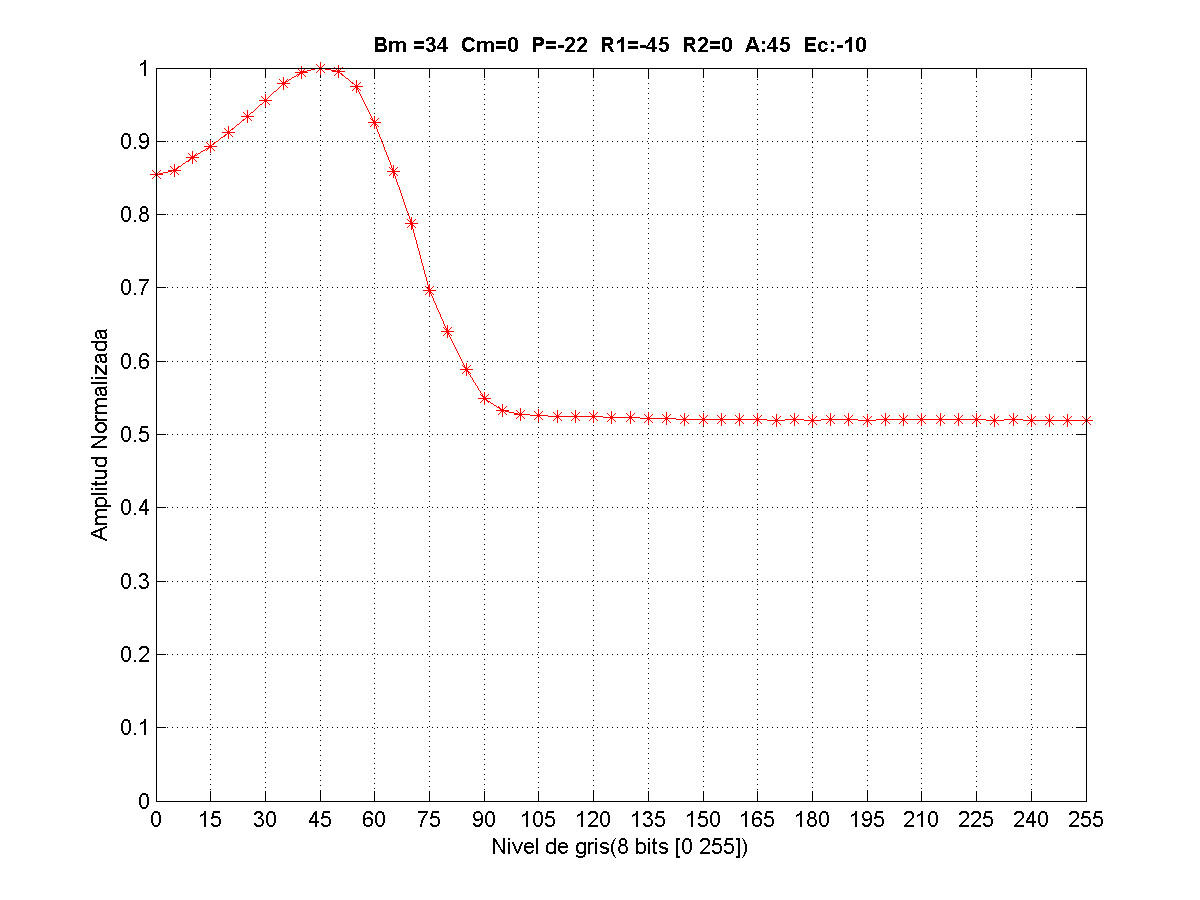 Bm =34  Cm=0  P=-22  R1=-45  R2=0  A:45  Ec:-10
1
0.9
0.8
0.7
0.6
0.5
0.4
0.3
0.2
0.1
0
Amplitud Normalizada
0 15 30 45 60 75 90 105 120 135 150 165 180 195 210 225 240 255
Nivel de gris(8 bits [0 255])